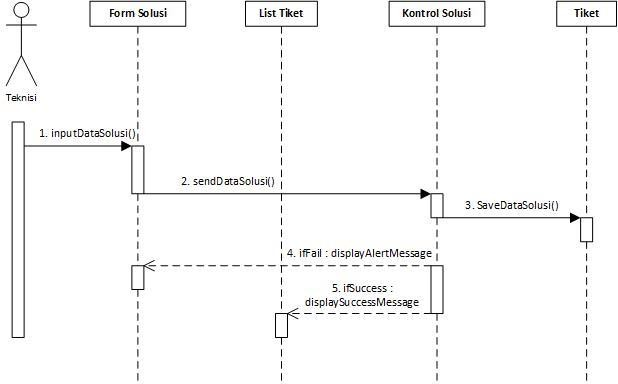 Form Solusi
List Tiket
Kontrol Solusi
Tiket
Teknisi
1. inputDataSolusi()
2. sendDataSolusi()
3. SaveDataSolusi()
4. ifFail : displayAlertMessage
5. ifSuccess :
displaySuccessMessage